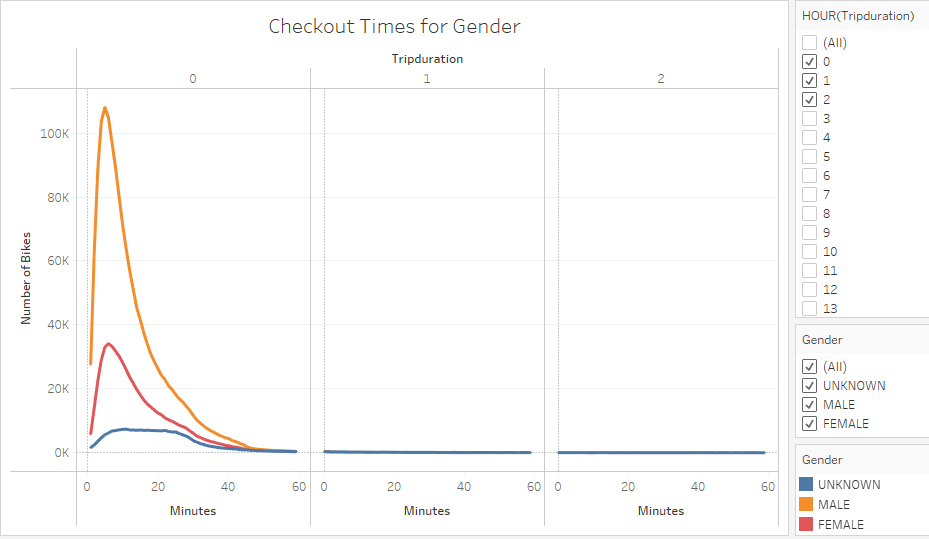 Checkout Times for Gender
Tripduration
0 1 2
100K
80K
60K
40K
20K
0K
Number of Bikes
0 20 40 60 0 20 40 60 0 20 40 60
Minutes Minutes Minutes
HOUR(Tripduration)
(All)
0
1
2
3
4
5
6
7
8
9
10
11
12
13
Gender
(All)
UNKNOWN
MALE
FEMALE
Gender
UNKNOWN
MALE
FEMALE